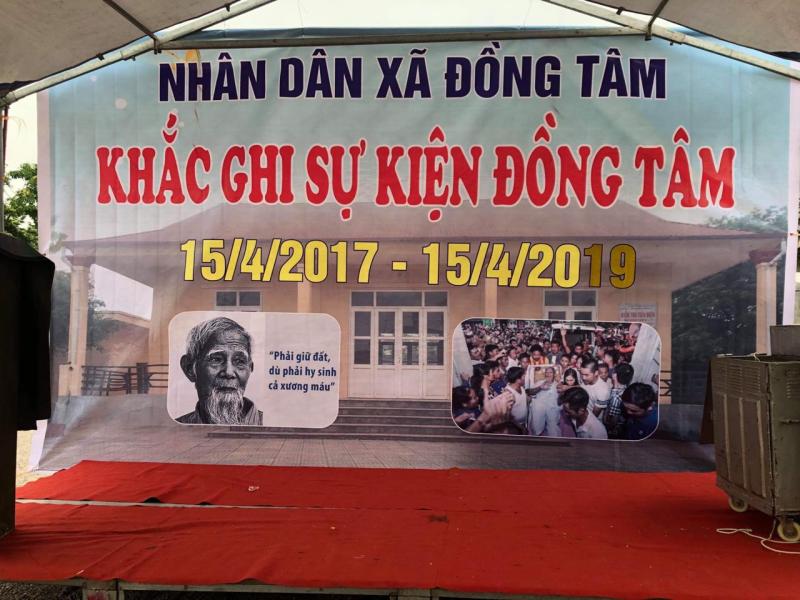 NHÂN DÂN XÃ ĐỒNG TÂM
KHẮC GHI SỰ KIỆN ĐỒNG TÂM
15/4/2017 - 15/4/2019
"Phải giữ đất,
dù phải hy sinh
cả xương máu"